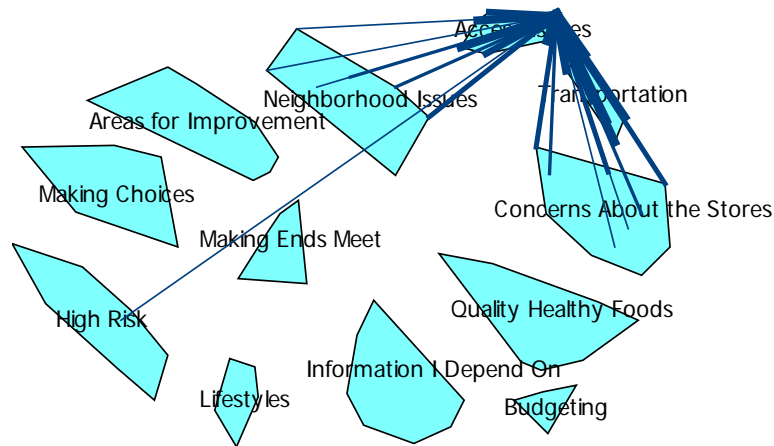 Transportation
Neighborhood Issues
Areas for Improvement
Making Choices
Concerns About the Stores
Making Ends Meet
Quality Healthy Foods
High Risk
Information I Depend On
Lifestyles
Budgeting